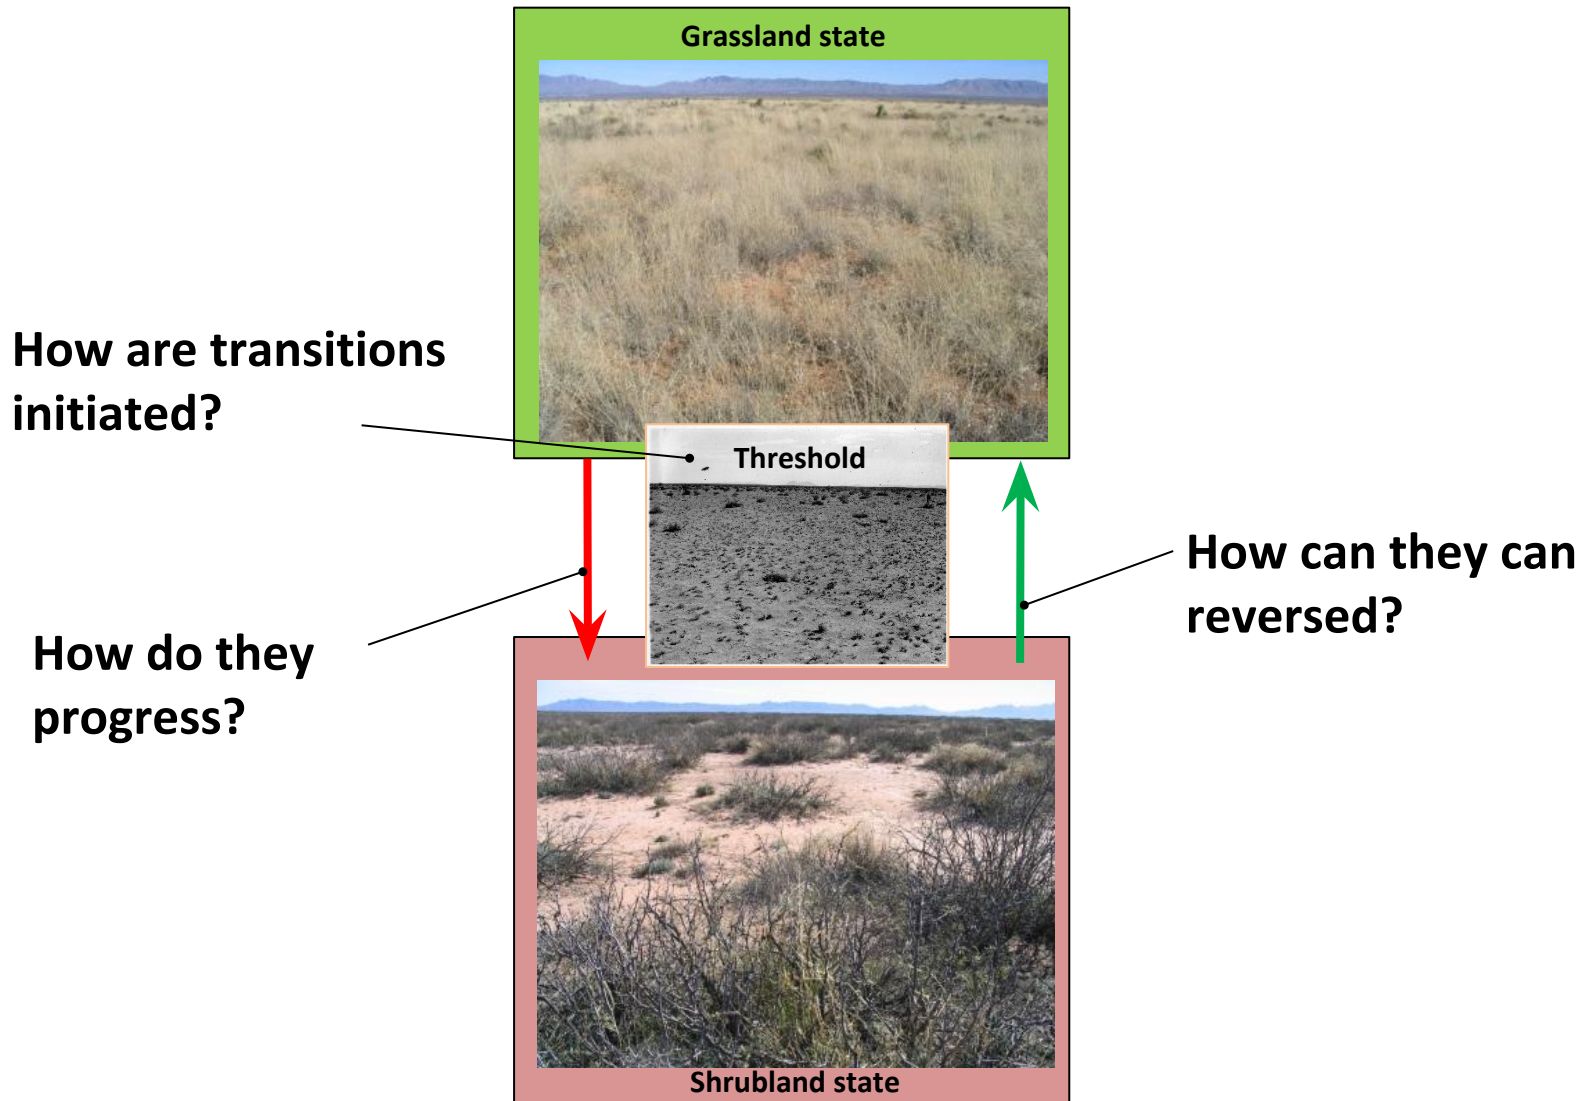 Grassland state
How are transitions
initiated?
Threshold
How can they can
reversed?
How do they
progress?
Shrubland state